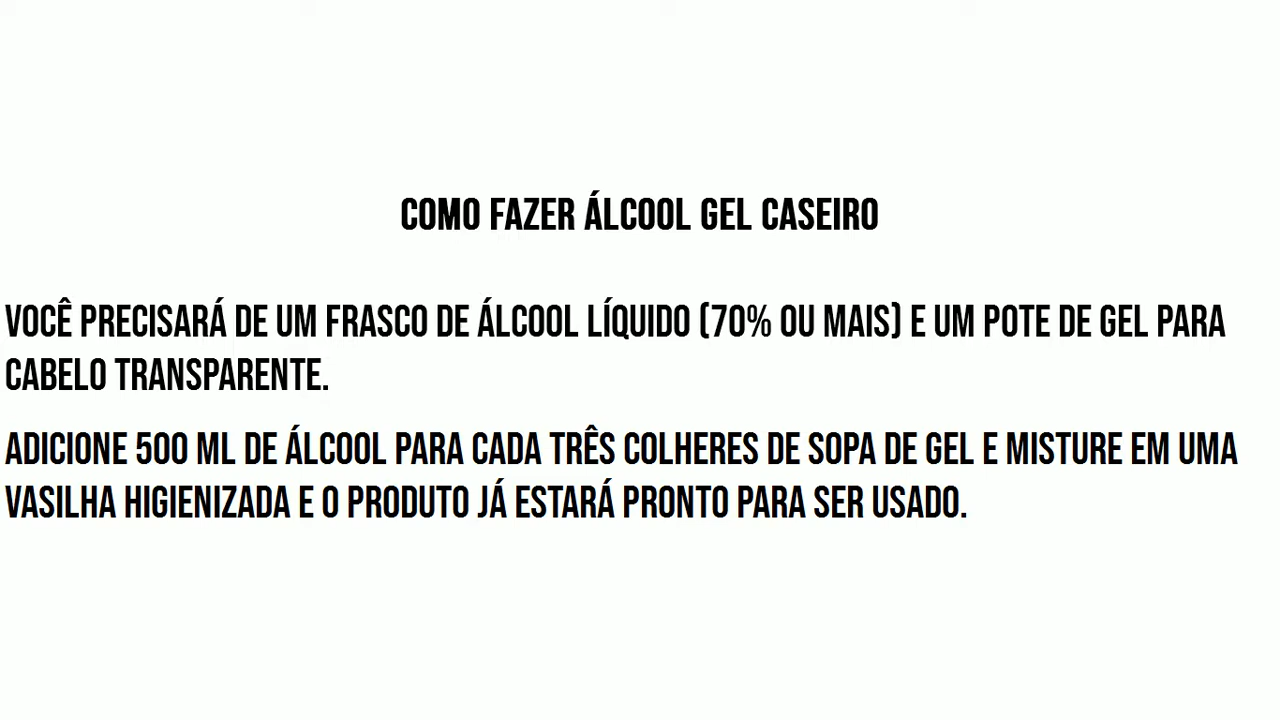 COMO FAZER ÁLCOOL GEL CASEIRO
VOCÊ PRECISARÁ DE UM FRASCO DE ÁLCOOL LÍQUIDO (70% OU MAIS) E UM POTE DE GEL PARA
CABELO TRANSPARENTE.
ADICIONE 500 ML DE ÁLCOOL PARA CADA TRÊS COLHERES DE SOPA DE GEL E MISTURE EM UMA
VASILHA HIGIENIZADA E O PRODUTO JÁ ESTARÁ PRONTO PARA SER USADO.